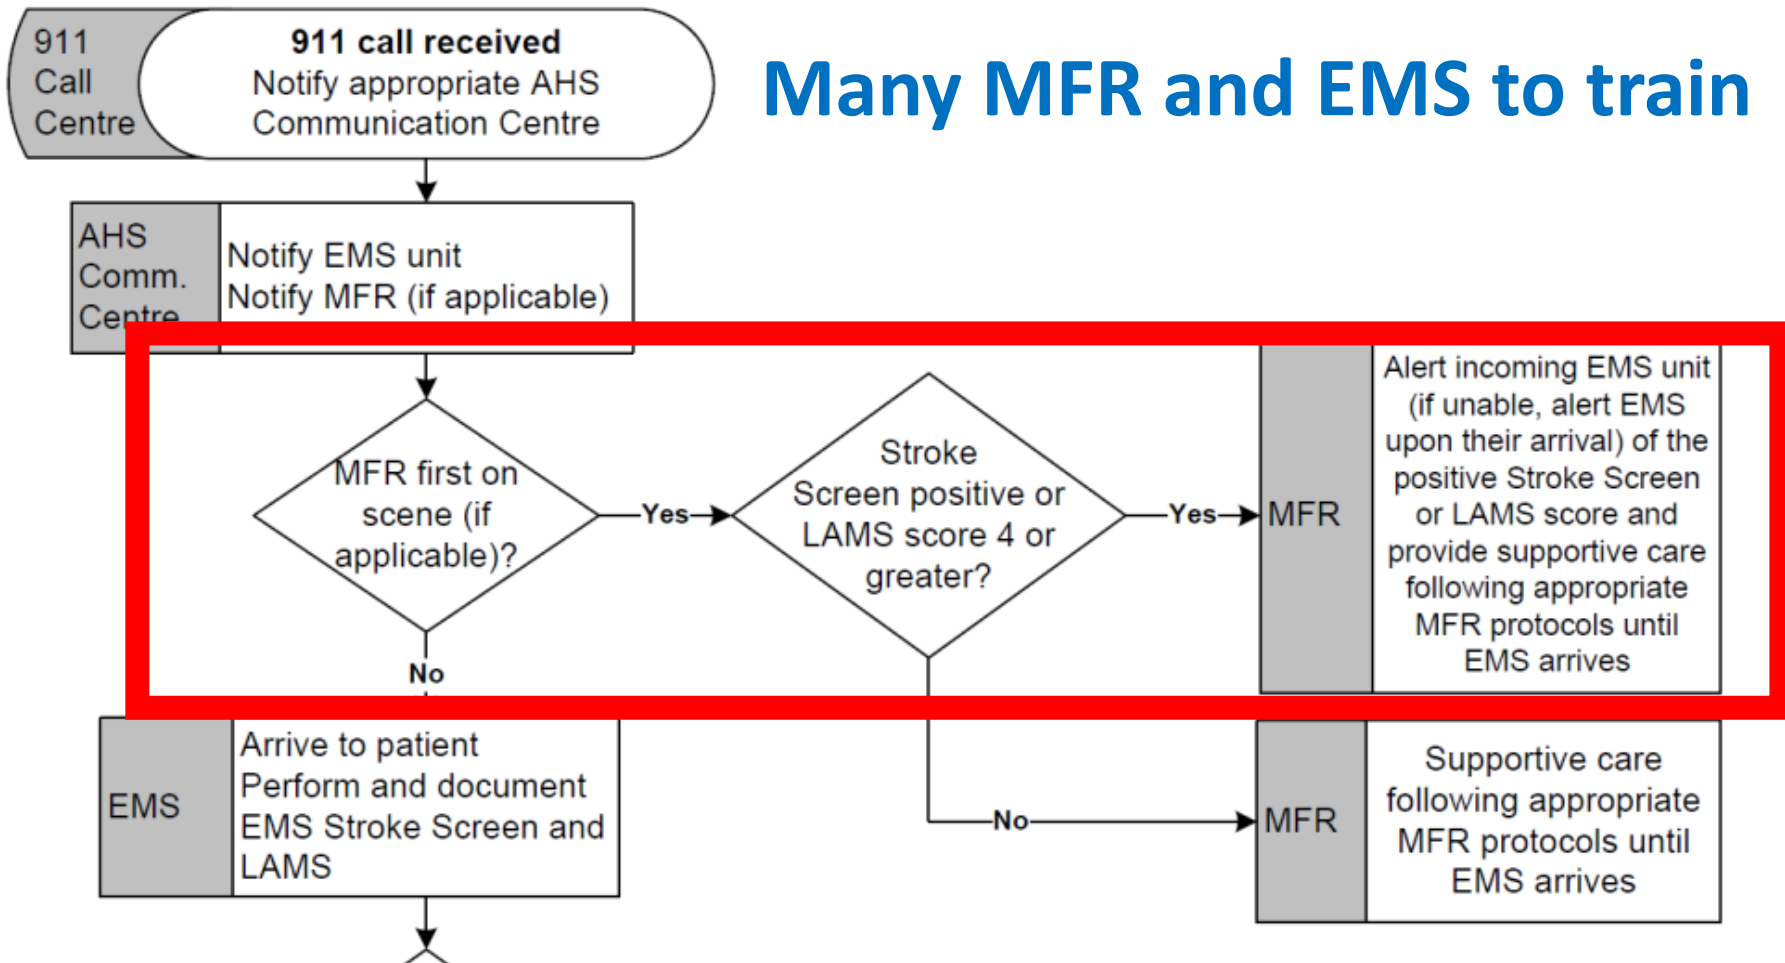 911
Call
Centre
911 call received
Notify appropriate AHS
Communication Centre
Many MFR and EMS to train
AHS
Comm.
Centre
Notify EMS unit
Notify MFR (if applicable)
MFR first on
scene (if
applicable)?
Yes
Stroke
Screen positive or
LAMS score 4 or
greater?
Yes
MFR
Alert incoming EMS unit
(if unable, alert EMS
upon their arrival) of the
positive Stroke Screen
or LAMS score and
provide supportive care
following appropriate
MFR protocols until
EMS arrives
No
EMS
Arrive to patient
Perform and document
EMS Stroke Screen and
LAMS
No
MFR
Supportive care
following appropriate
MFR protocols until
EMS arrives